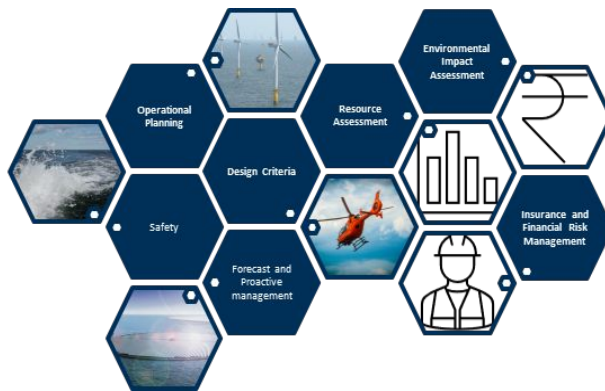 Environmental
Impact
Assessment
Operational
Planning
Resource
Assessment
Design Criteria
Insurance and
Financial Risk
Management
Safety
Forecast and
Proactive
management